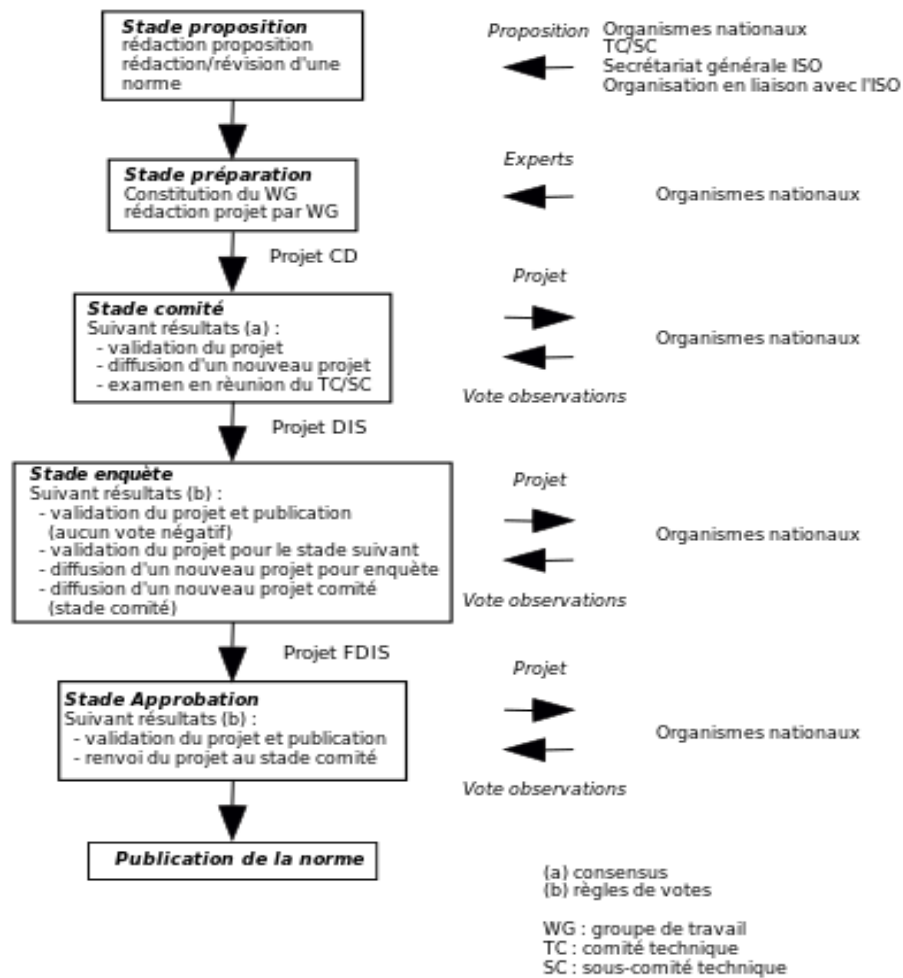 Stade proposition
rédaction proposition
rédaction/révision d'une
norme
Proposition
Organismes nationaux
TC/SC
Secrétariat générale ISO
Organisation en liaison avec l'ISO
Stade préparation
Constitution du WG
rédaction projet par WG
Experts
Organismes nationaux
Projet CD
Stade comité
Suivant résultats (a) :
- validation du projet
- diffusion d'un nouveau projet
- examen en rèunion du TC/SC
Projet
Organismes nationaux
Vote observations
Projet DIS
Stade enquète
Suivant résultats (b) :
- validation du projet et publication
(aucun vote négatif)
- validation du projet pour le stade suivant
- diffusion d'un nouveau projet pour enquète
- diffusion d'un nouveau projet comité
(stade comité)
Projet
Organismes nationaux
Vote observations
Projet FDIS
Stade Approbation
Suivant résultats (b) :
- validation du projet et publication
- renvoi du projet au stade comité
Projet
Organismes nationaux
Vote observations
Publication de la norme
(a) consensus
(b) règles de votes
WG : groupe de travail
TC : comité technique
SC : sous-comité technique